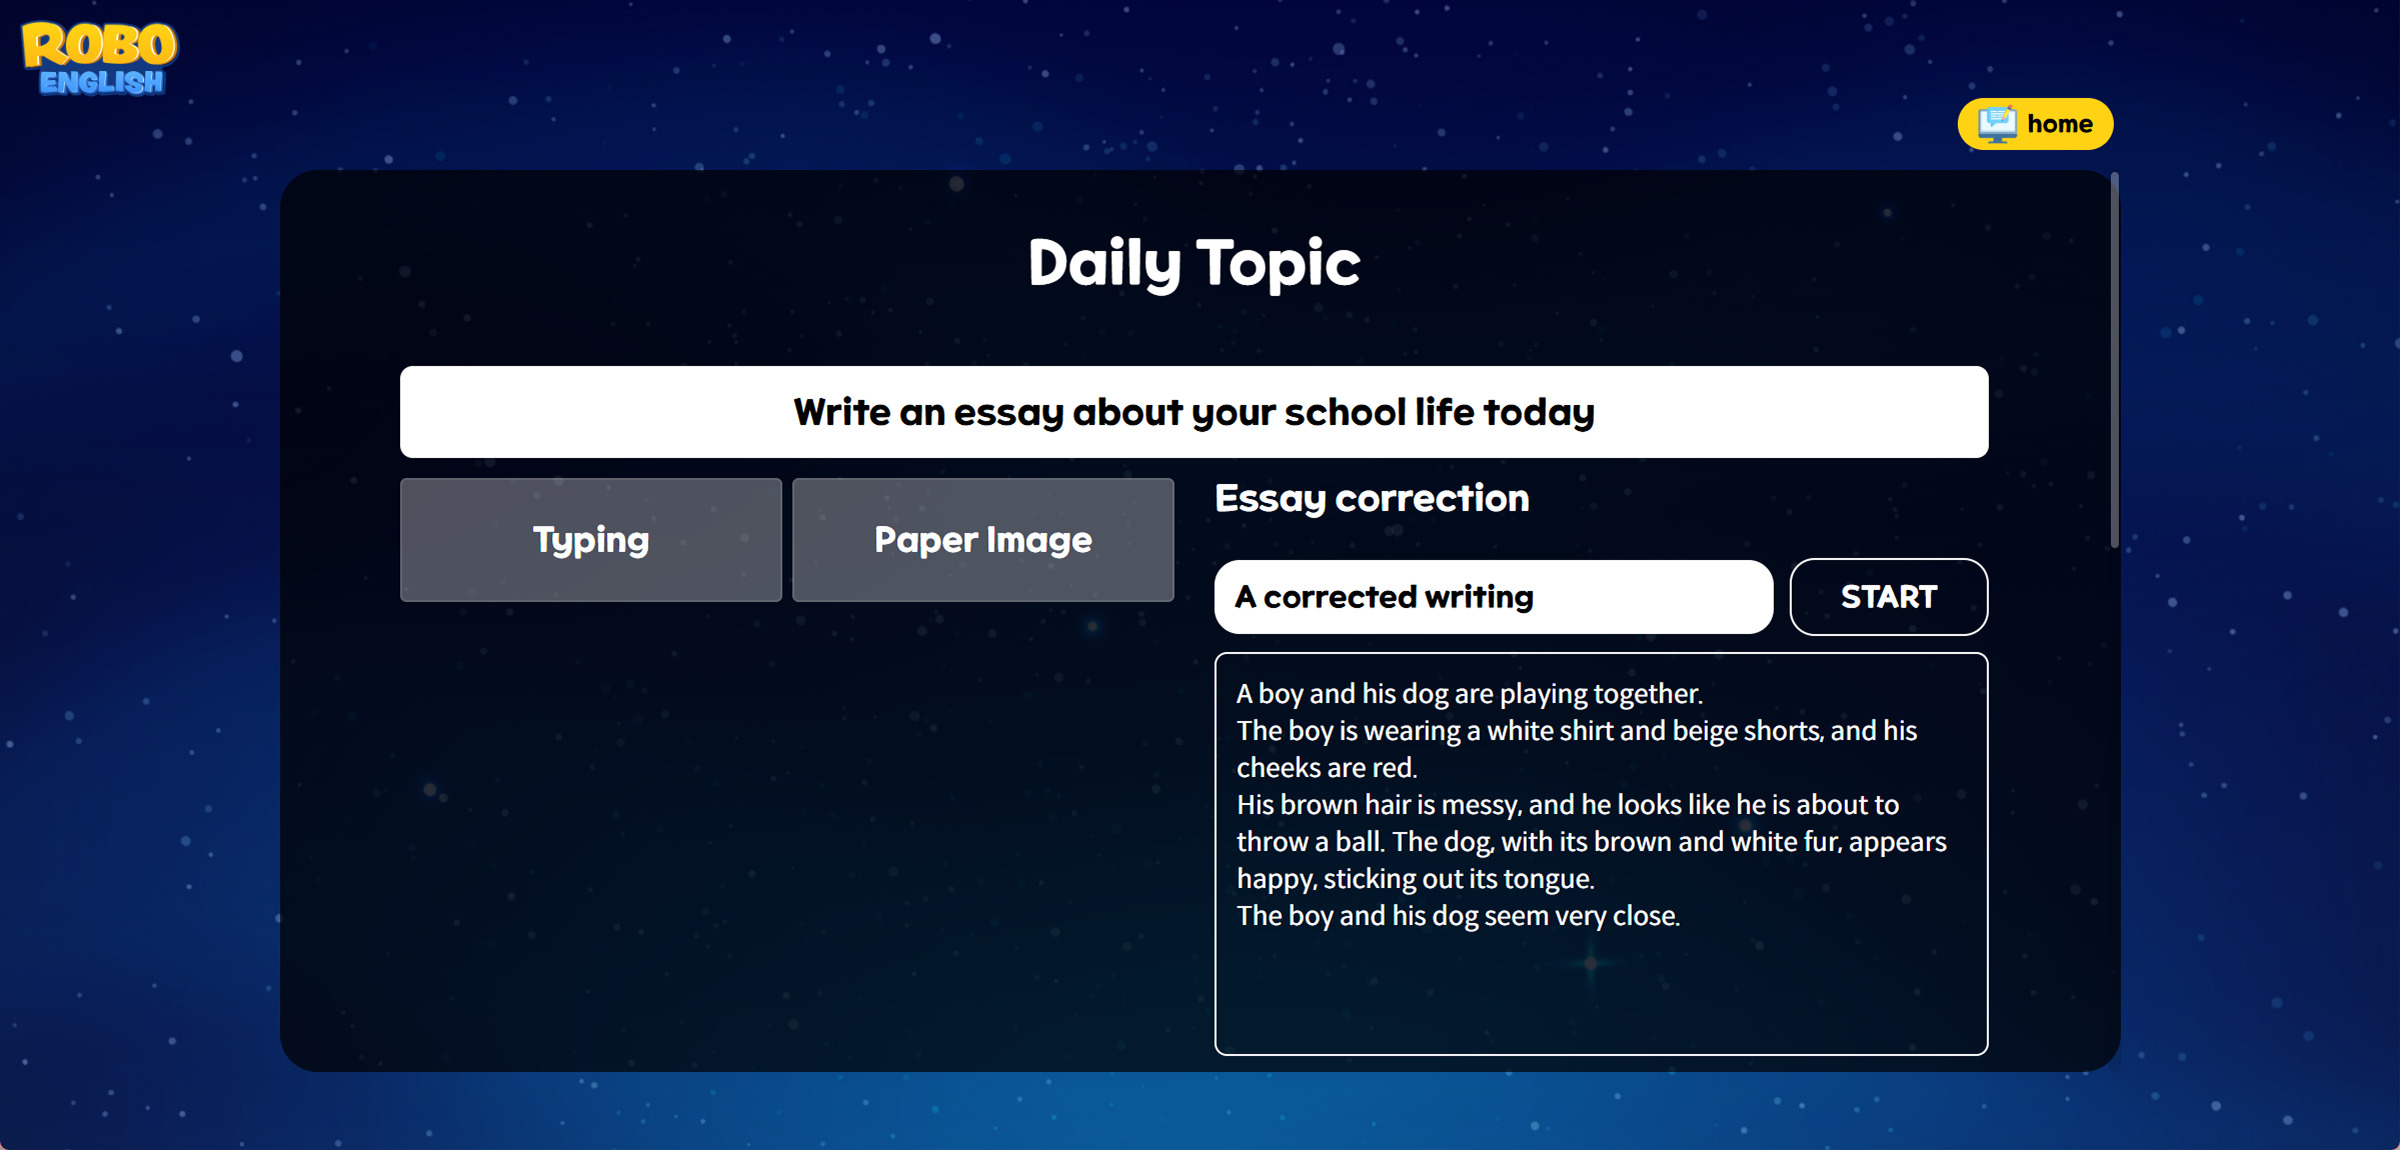 ROBO
ENGLISH
home
Daily Topic
Write an essay about your school life today
Typing
Paper Image
Essay correction
A corrected writing
START
A boy and his dog are playing together.
The boy is wearing a white shirt and beige shorts, and his
cheeks are red.
His brown hair is messy, and he looks like he is about to
throw a ball. The dog, with its brown and white fur, appears
happy, sticking out its tongue.
The boy and his dog seem very close.